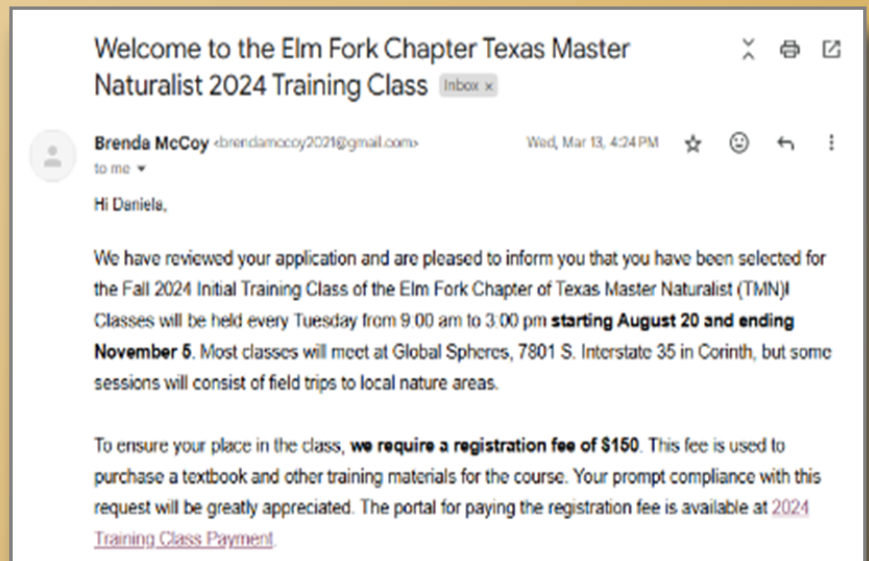 Welcome to the Elm Fork Chapter Texas Master
Naturalist 2024 Training Class Inbox x
Brenda McCoy <brendamccoy2021@gmail.com> Wed, Mar 13, 4:24 PM
to me
Hi Daniela,
We have reviewed your application and are pleased to inform you that you have been selected for
the Fall 2024 Initial Training Class of the Elm Fork Chapter of Texas Master Naturalist (TMN)!
Classes will be held every Tuesday from 9:00 am to 3:00 pm starting August 20 and ending
November 5. Most classes will meet at Global Spheres, 7801 S. Interstate 35 in Corinth, but some
sessions will consist of field trips to local nature areas.
To ensure your place in the class, we require a registration fee of $150. This fee is used to
purchase a textbook and other training materials for the course. Your prompt compliance with this
request will be greatly appreciated. The portal for paying the registration fee is available at 2024
Training Class Payment.